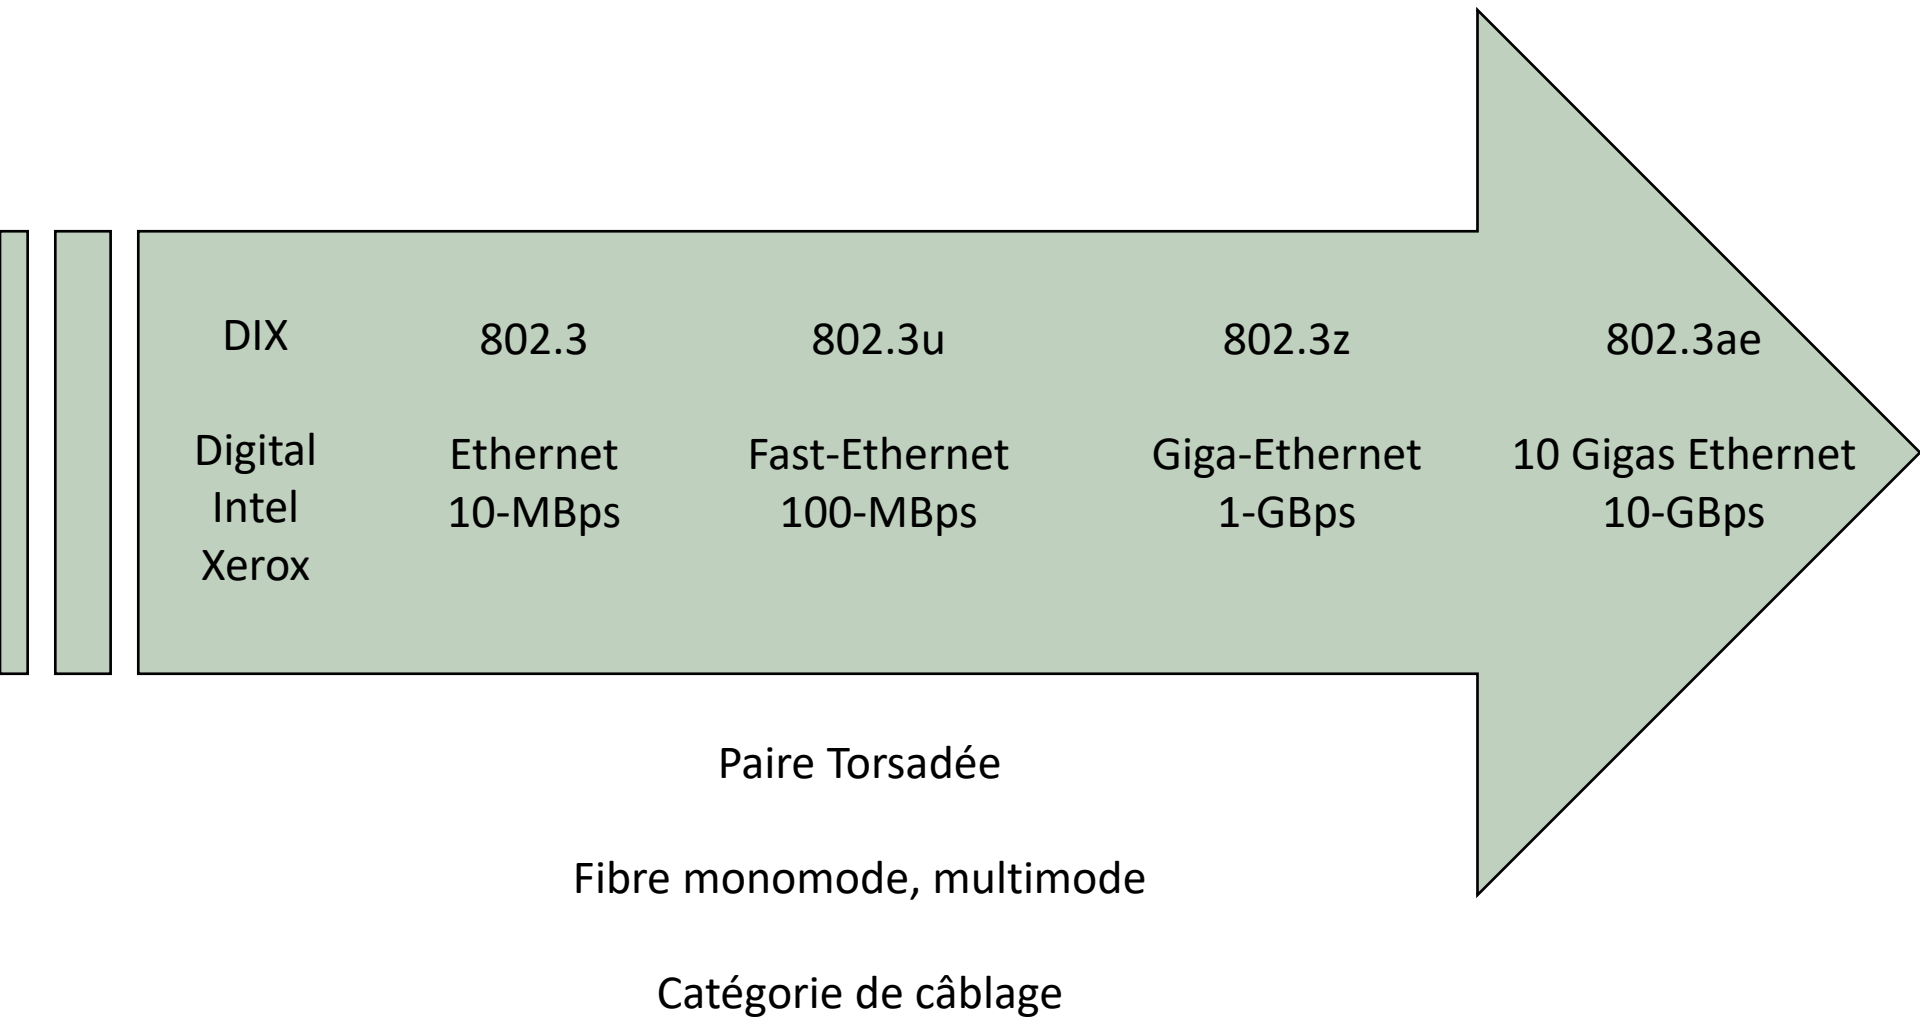 DIX
Digital
Intel
Xerox
802.3
Ethernet
10-MBps
802.3u
Fast-Ethernet
100-MBps
802.3z
Giga-Ethernet
1-GBps
802.3ae
10 Gigas Ethernet
10-GBps
Paire Torsadée
Fibre monomode, multimode
Catégorie de câblage